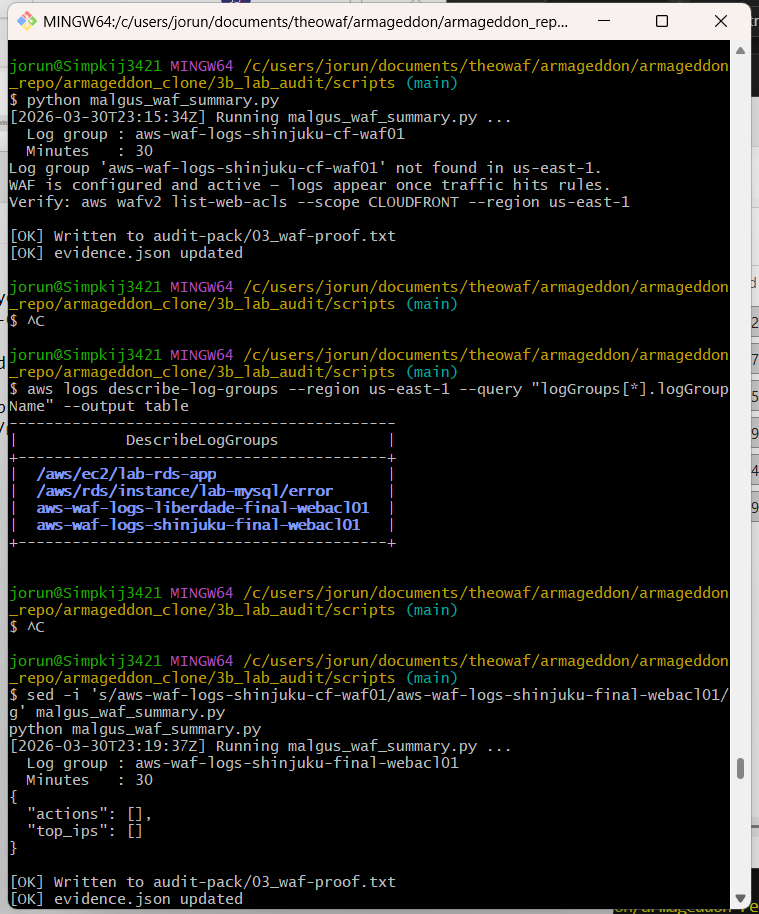 MINGW64:/c/users/jorun/documents/theowaf/armageddon/armageddon_rep...
jorun@Simpkij3421 MINGW64 /c/users/jorun/documents/theowaf/armageddon/armageddon
_repo/armageddon_clone/3b_lab_audit/scripts (main)
$ python malgus_waf_summary.py
[2026-03-30T23:15:34Z] Running malgus_waf_summary.py ...
  Log group : aws-waf-logs-shinjuku-cf-waf01
  Minutes   : 30
Log group 'aws-waf-logs-shinjuku-cf-waf01' not found in us-east-1.
WAF is configured and active — logs appear once traffic hits rules.
Verify: aws wafv2 list-web-acls --scope CLOUDFRONT --region us-east-1
[OK] Written to audit-pack/03_waf-proof.txt
[OK] evidence.json updated
jorun@Simpkij3421 MINGW64 /c/users/jorun/documents/theowaf/armageddon/armageddon
_repo/armageddon_clone/3b_lab_audit/scripts (main)
$ ^C
jorun@Simpkij3421 MINGW64 /c/users/jorun/documents/theowaf/armageddon/armageddon
_repo/armageddon_clone/3b_lab_audit/scripts (main)
$ aws logs describe-log-groups --region us-east-1 --query "logGroups[*].logGroup
Name" --output table
-----------------------------------------
|           DescribeLogGroups           |
+---------------------------------------+
|  /aws/ec2/lab-rds-app                 |
|  /aws/rds/instance/lab-mysql/error    |
|  aws-waf-logs-liberdade-final-webacl01  |
|  aws-waf-logs-shinjuku-final-webacl01   |
+---------------------------------------+
jorun@Simpkij3421 MINGW64 /c/users/jorun/documents/theowaf/armageddon/armageddon
_repo/armageddon_clone/3b_lab_audit/scripts (main)
$ ^C
jorun@Simpkij3421 MINGW64 /c/users/jorun/documents/theowaf/armageddon/armageddon
_repo/armageddon_clone/3b_lab_audit/scripts (main)
$ sed -i 's/aws-waf-logs-shinjuku-cf-waf01/aws-waf-logs-shinjuku-final-webacl01/
g' malgus_waf_summary.py
python malgus_waf_summary.py
[2026-03-30T23:19:37Z] Running malgus_waf_summary.py ...
  Log group : aws-waf-logs-shinjuku-final-webacl01
  Minutes   : 30
{
  "actions": [],
  "top_ips": []
}
[OK] Written to audit-pack/03_waf-proof.txt
[OK] evidence.json updated